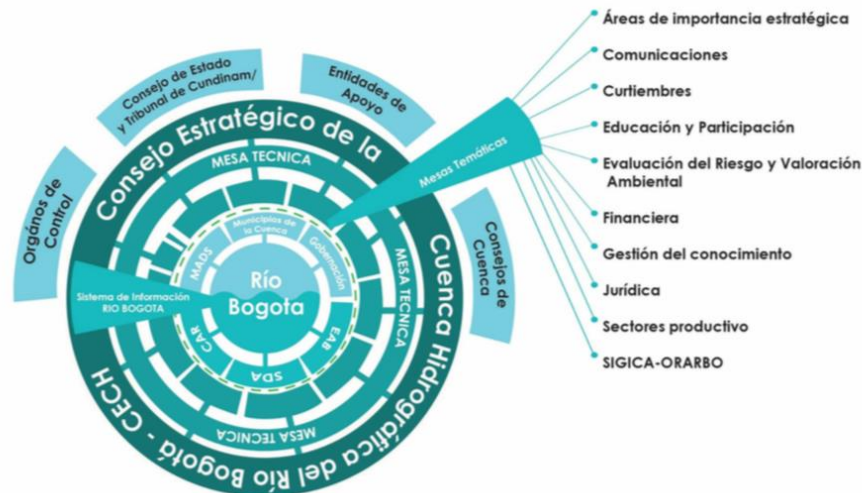 Consejo de Estado
y Tribunal de Cundinam/
Entidades de
Apoyo
Orgános de
Control
Consejos de
Cuenca
Consejo Estratégico de la
Cuenca Hidrográfica del Río Bogotá - CECH
MESA TECNICA
MESA TECNICA
MESA TECNICA
Sistema de Información
RIO BOGOTA
Mesas Temáticas
Municipios de
la Cuenca
Gobernación
MADS
EAB
SDA
CAR
Río
Bogota
Áreas de importancia estratégica
Comunicaciones
Curtiembres
Educación y Participación
Evaluación del Riesgo y Valoración
Ambiental
Financiera
Gestión del conocimiento
Jurídica
Sectores productivo
SIGICA-ORARBO